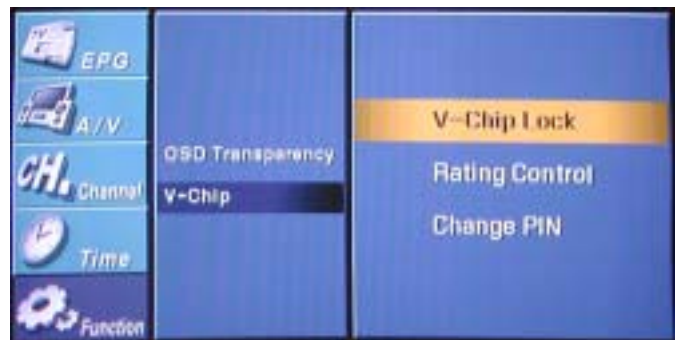 EPG
A/V
CH. Channel
Time
Function
OSD Transparency
V-Chip
V-Chip Lock
Rating Control
Change PIN